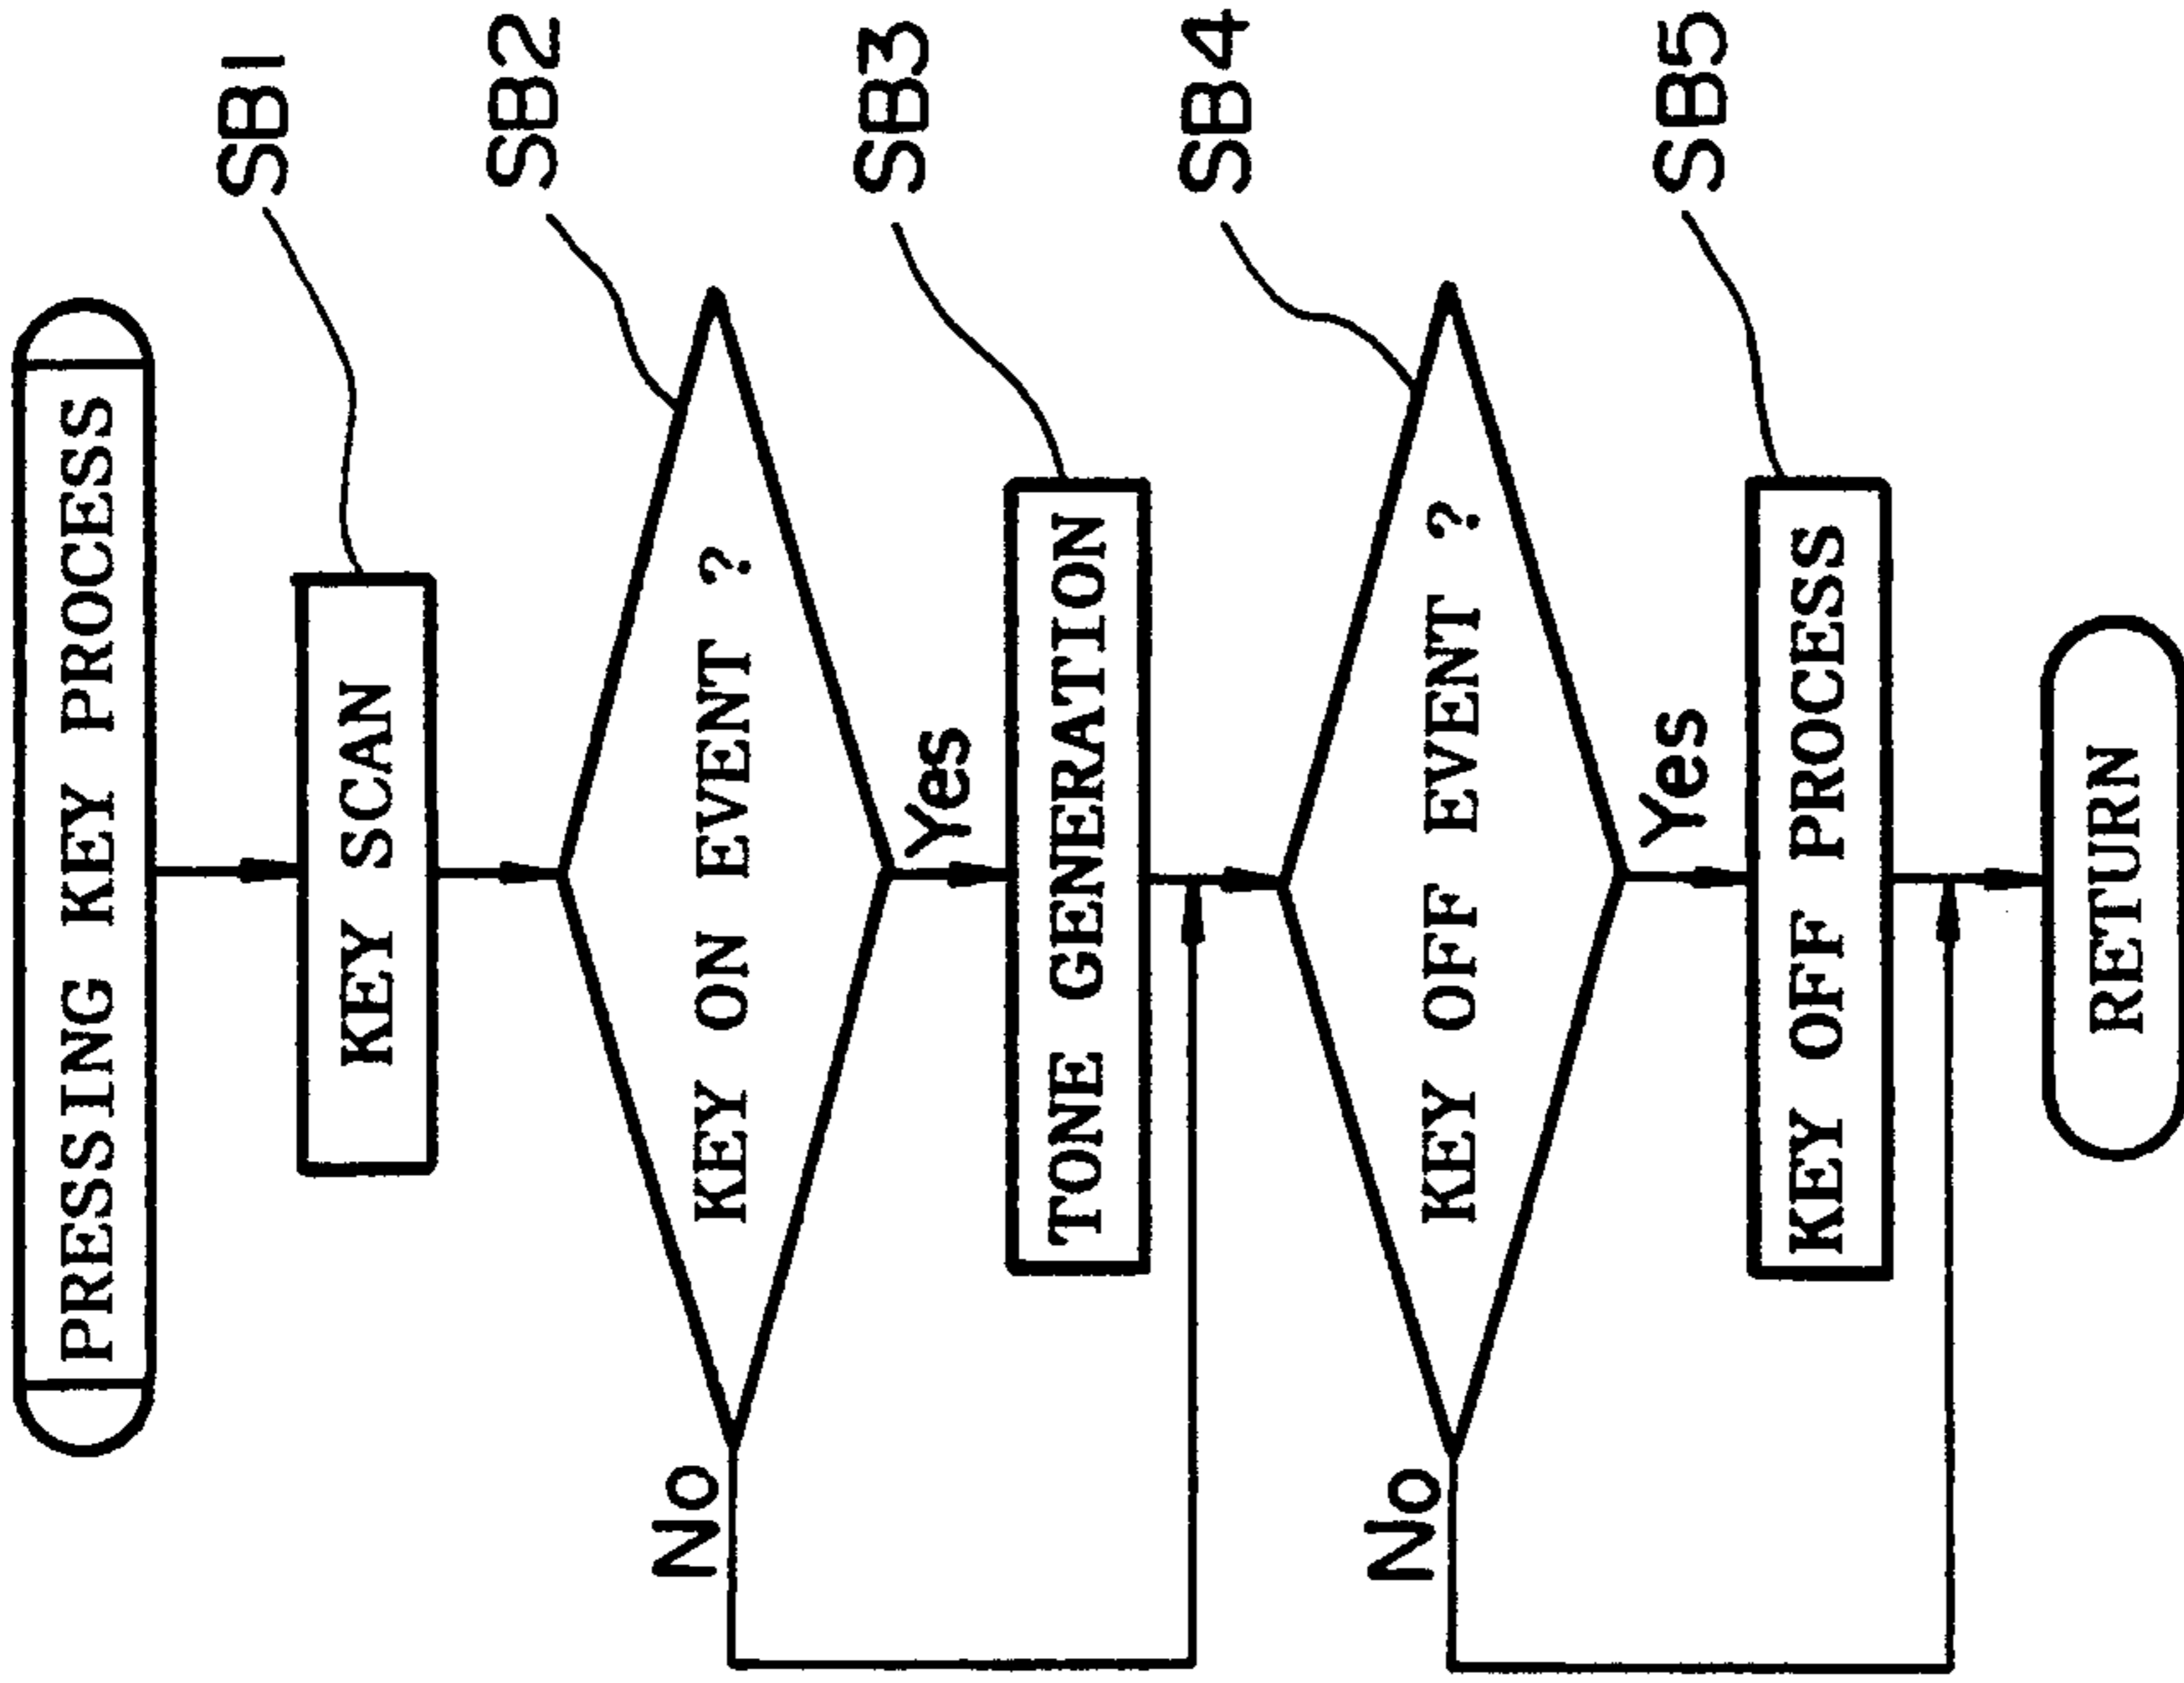 PRESSING KEY PROCESS
SB1
KEY SCAN
SB2
KEY ON EVENT ?
No
Yes
SB3
TONE GENERATION
SB4
KEY OFF EVENT ?
No
Yes
SB5
KEY OFF PROCESS
RETURN